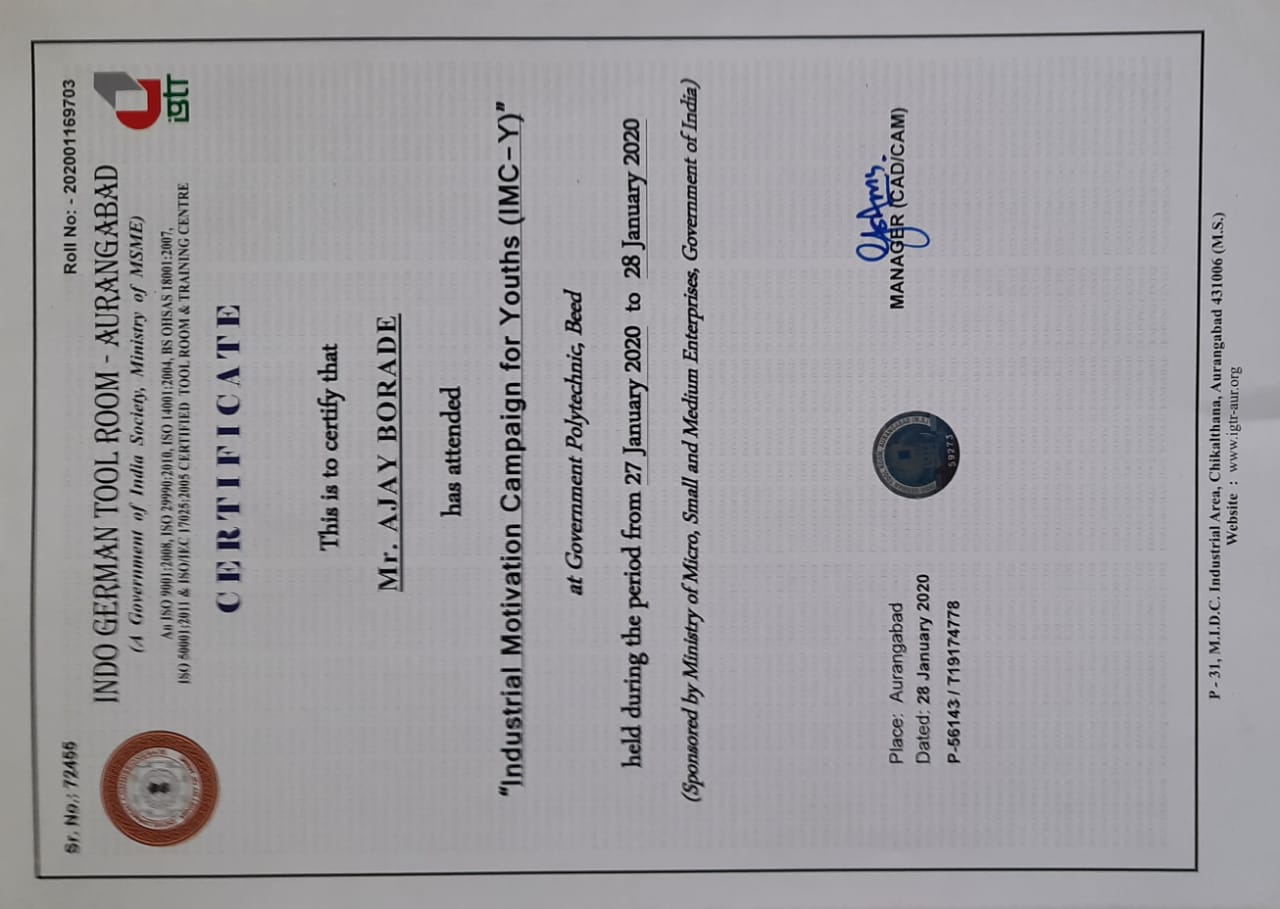 Sr. No.: 72455
Roll No: - 202001169703
INDO GERMAN TOOL ROOM - AURANGABAD
(A Government of India Society, Ministry of MSME)
An ISO 9001:2008, ISO 29990:2010, ISO 14001:2004, BS OHSAS 18001:2007,
ISO 50001:2011 & ISO/IEC 17025:2005 CERTIFIED TOOL ROOM & TRAINING CENTRE
igtr
CERTIFICATE
This is to certify that
Mr. AJAY BORADE
has attended
“Industrial Motivation Campaign for Youths (IMC-Y)”
at Government Polytechnic, Beed
held during the period from 27 January 2020 to 28 January 2020
(Sponsored by Ministry of Micro, Small and Medium Enterprises, Government of India)
Place: Aurangabad
Dated: 28 January 2020
P-56143 / T19174778
59273
MANAGER (CAD/CAM)
P - 31, M.I.D.C. Industrial Area, Chikalthana, Aurangabad 431006 (M.S.)
Website : www.igtr-aur.org